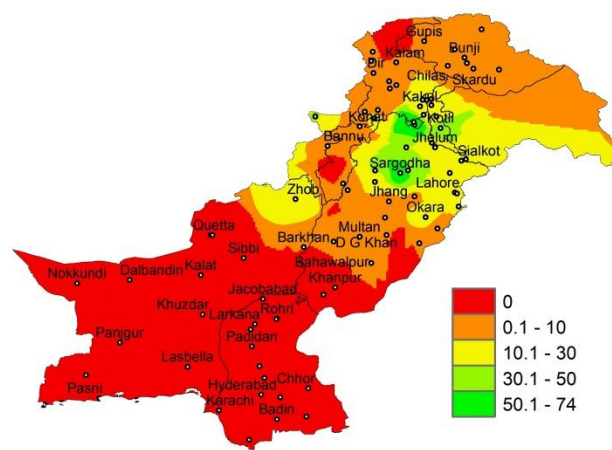 Gupis
Kalam
Bunji
Dir
Chilas
Skardu
Kakul
Kohat
Kotli
Bannu
Jhelum
Sialkot
Sargodha
Zhob
Jhang
Lahore
Okara
Quetta
Multan
Barkhan
D G Khan
Sibbi
Bahawalpur
Nokkundi
Dalbandin
Kalat
Khanpur
Jacobabad
Khuzdar
Larkana
Rohn
Panjgur
Padidan
Lasbella
Pasni
Hyderabad
Chhor
Karachi
Badin
0
0.1 - 10
10.1 - 30
30.1 - 50
50.1 - 74